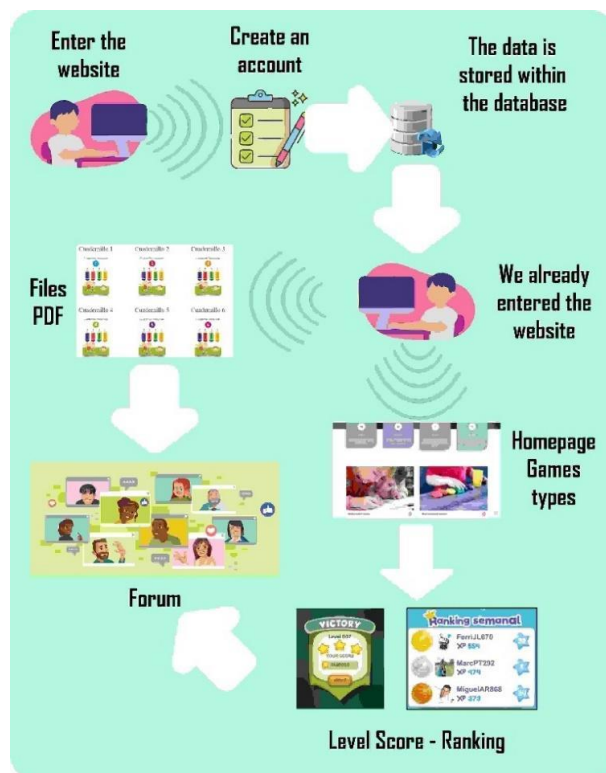 Enter the
website
Create an
account
The data is
stored within
the database
Files
PDF
Cuadernillo 1
Cuadernillo 2
Cuadernillo 3
Cuadernillo 4
Cuadernillo 5
Cuadernillo 6
We already
entered the
website
Homepage
Games
types
Forum
VICTORY
Ranking semanal
FerriJL670
XP
MarcPT292
XP 474
MiguelAR868
XP 373
Level Score - Ranking